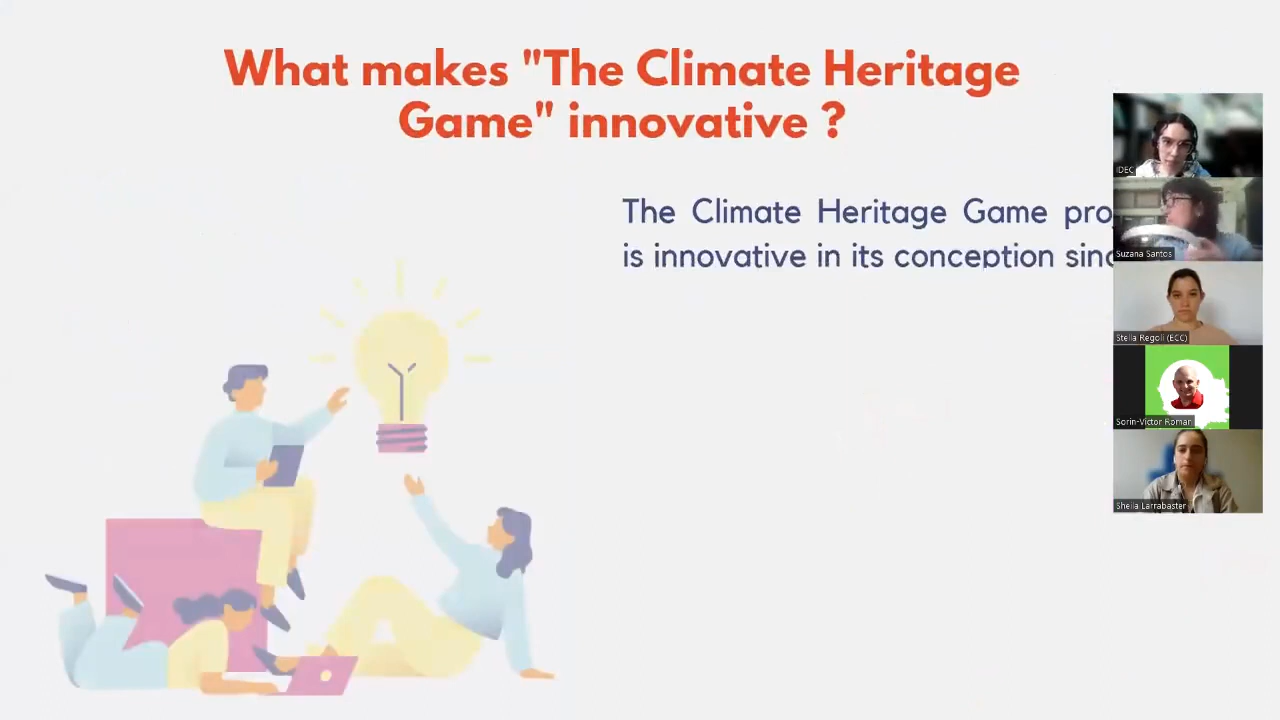 What makes "The Climate Heritage
Game" innovative ?
The Climate Heritage Game pro
is innovative in its conception sinc
IDEC
Suzana Santos
Stella Regoli (ECC)
Sorin-Victor Roman
Sheila Larrabaster